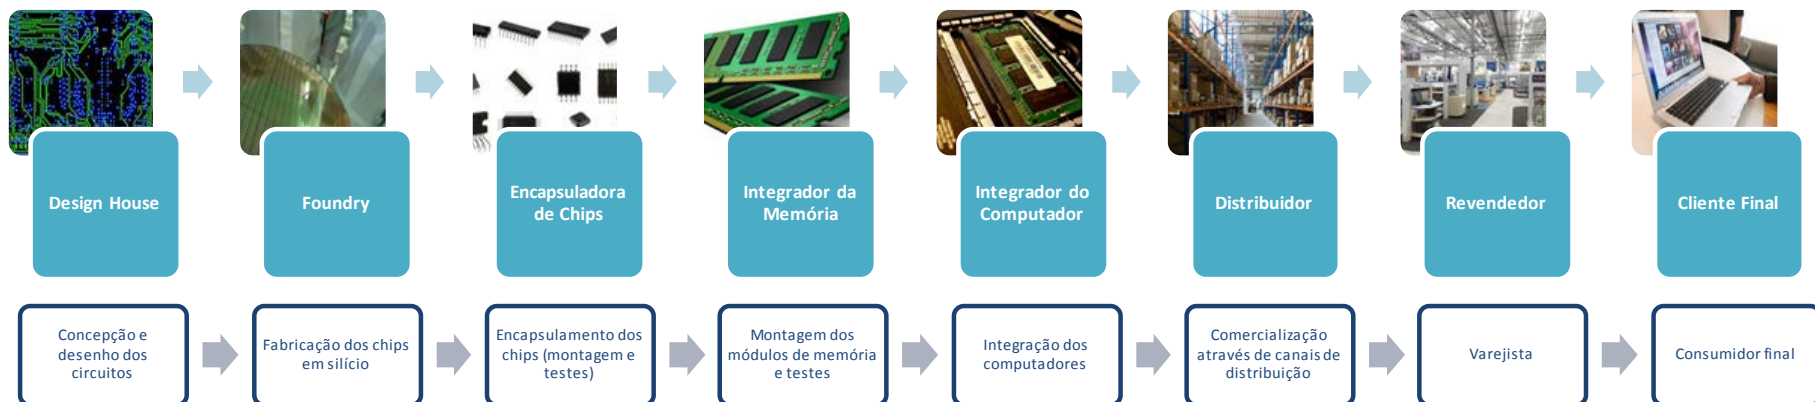 Design House
Foundry
Encapsuladora
de Chips
Integrador da
Memória
Integrador do
Computador
Distribuidor
Revendedor
Cliente Final
Concepção e
desenho dos
circuitos
Fabricação dos chips
em silício
Encapsulamento dos
chips (montagem e
testes)
Montagem dos
módulos de memória
e testes
Integração dos
computadores
Comercialização
através de canais de
distribuição
Varejista
Consumidor final